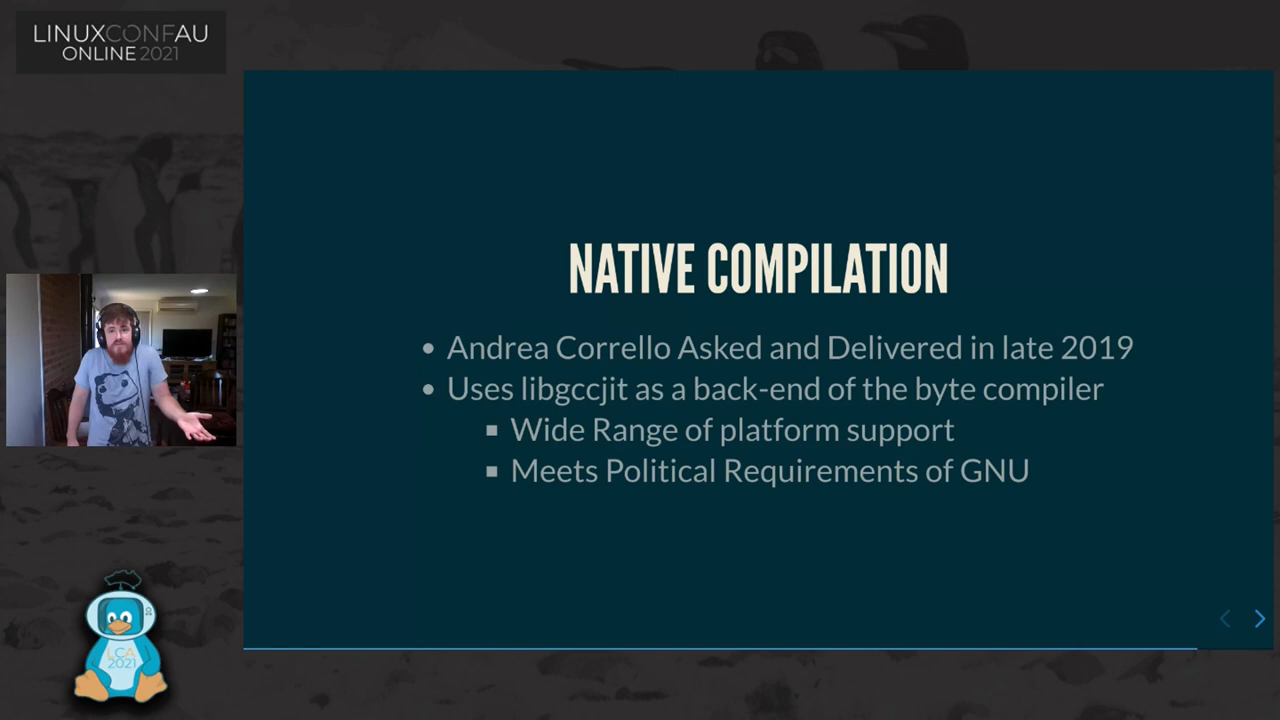 LINUXCONFAU
ONLINE 2021
NATIVE COMPILATION
Andrea Corrello Asked and Delivered in late 2019
Uses libgccjit as a back-end of the byte compiler
Wide Range of platform support
Meets Political Requirements of GNU
LCA
2021